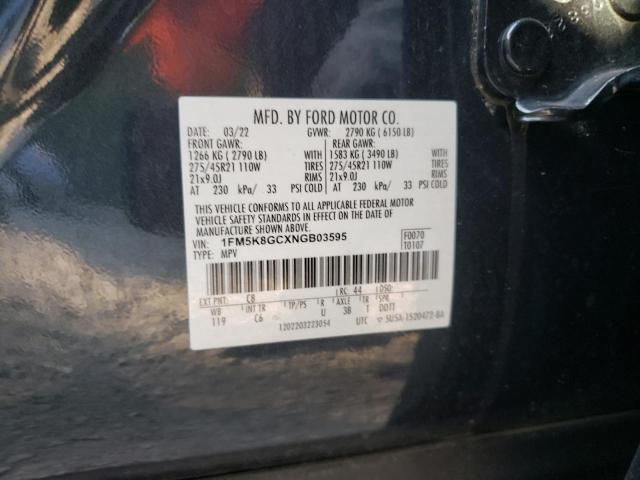 MFD. BY FORD MOTOR CO.
DATE: 03/22 GVWR: 2790 KG ( 6150 LB)
FRONT GAWR: REAR GAWR:
1266 KG ( 2790 LB) WITH 1583 KG ( 3490 LB) WITH
275/45R21 110W TIRES 275/45R21 110W TIRES
21x9.0J RIMS 21x9.0J RIMS
AT 230 kPa/ 33 PSI COLD AT 230 kPa/ 33 PSI COLD
THIS VEHICLE CONFORMS TO ALL APPLICABLE FEDERAL MOTOR
VEHICLE SAFETY STANDARDS IN EFFECT ON THE DATE OF
MANUFACTURE SHOWN ABOVE.
VIN: 1FM5K8GCXNGB03595 F0070
TYPE: MPV T0107
EXT PNT: C8 RC: 44 DSO:
WB INT TR TP/PS R AXLE TR SPR
119 C6 U 3B T DDTT
1202203223054 UTC 5U5A-1520472-BA